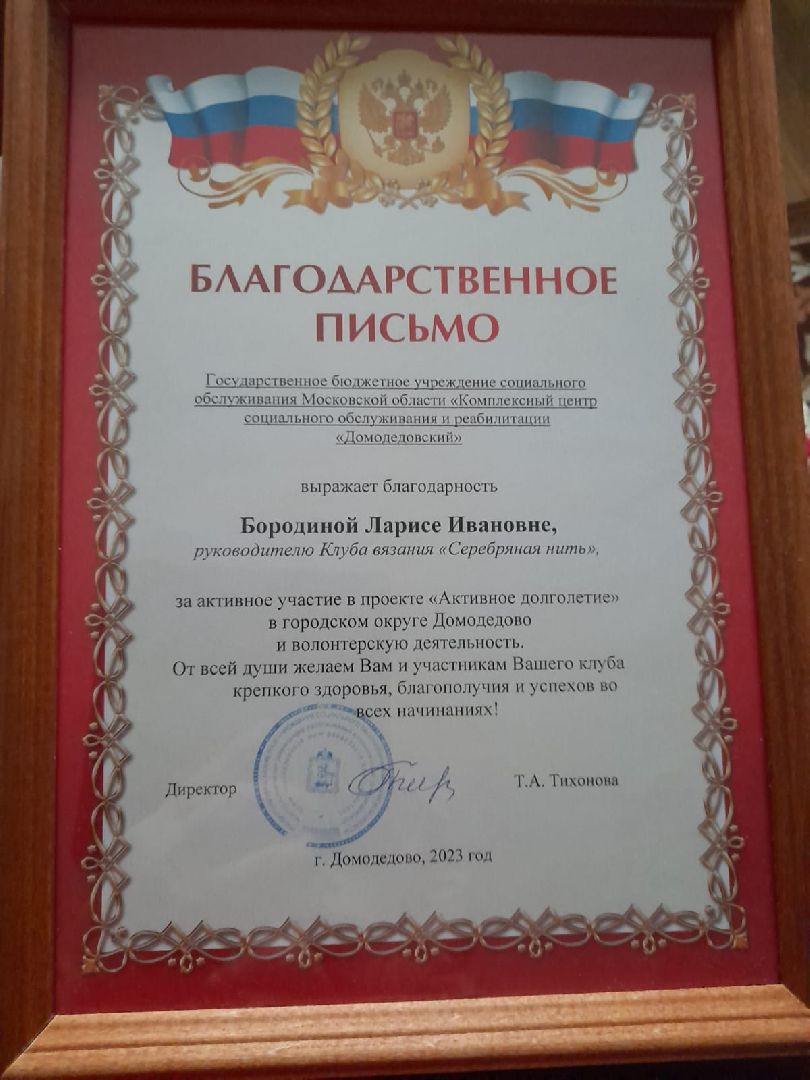 БЛАГОДАРСТВЕННОЕ
ПИСЬМО
Государственное бюджетное учреждение социального
обслуживания Московской области «Комплексный центр
социального обслуживания и реабилитации
«Домодедовский»
выражает благодарность
Бородиной Ларисе Ивановне,
руководителю Клуба вязания «Серебряная нить»,
за активное участие в проекте «Активное долголетие»
в городском округе Домодедово
и волонтерскую деятельность.
От всей души желаем Вам и участникам Вашего клуба
крепкого здоровья, благополучия и успехов во
всех начинаниях!
Директор
Т.А. Тихонова
г. Домодедово, 2023 год